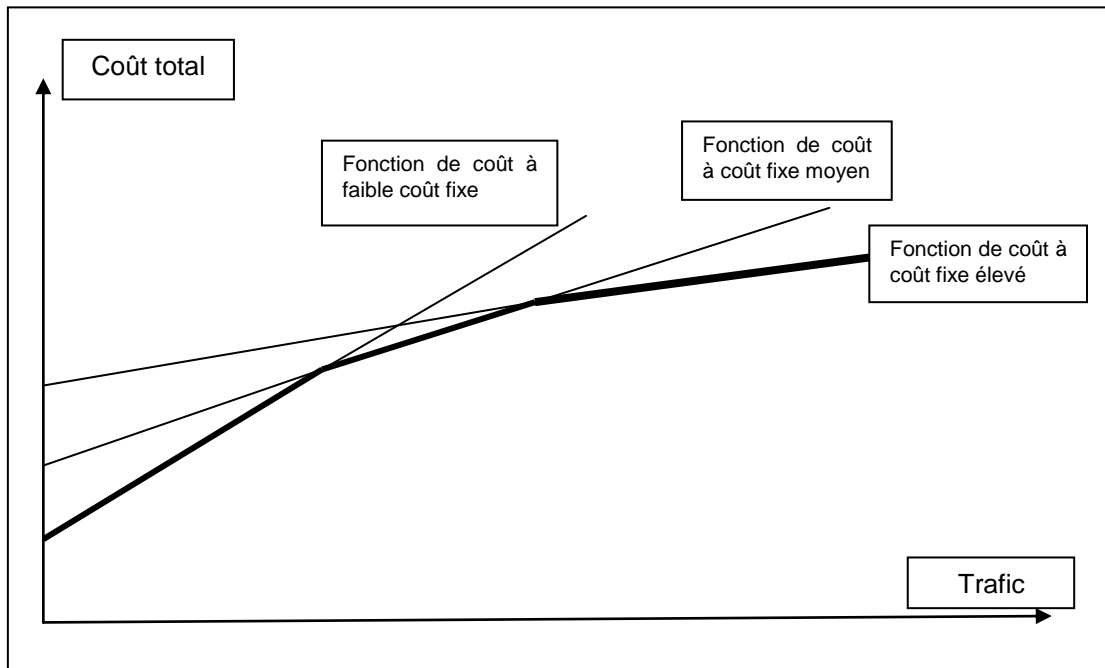 Coût total
Fonction de coût à
faible coût fixe
Fonction de coût
à coût fixe moyen
Fonction de coût à
coût fixe élevé
Trafic